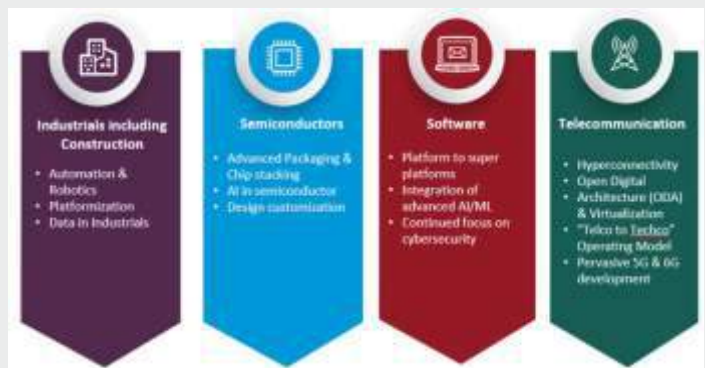 Industrials including
Construction
• Automation &
Robotics
• Platformization
• Data in Industrials
Semiconductors
• Advanced Packaging &
Chip stacking
• AI in semiconductor
• Design customization
Software
• Platform to super
platforms
• Integration of
advanced AI/ML
• Continued focus on
cybersecurity
Telecommunication
• Hyperconnectivity
• Open Digital
• Architecture (ODA)
& Virtualization
• "Telco to Techco"
Operating Model
• Pervasive 5G & 6G
development